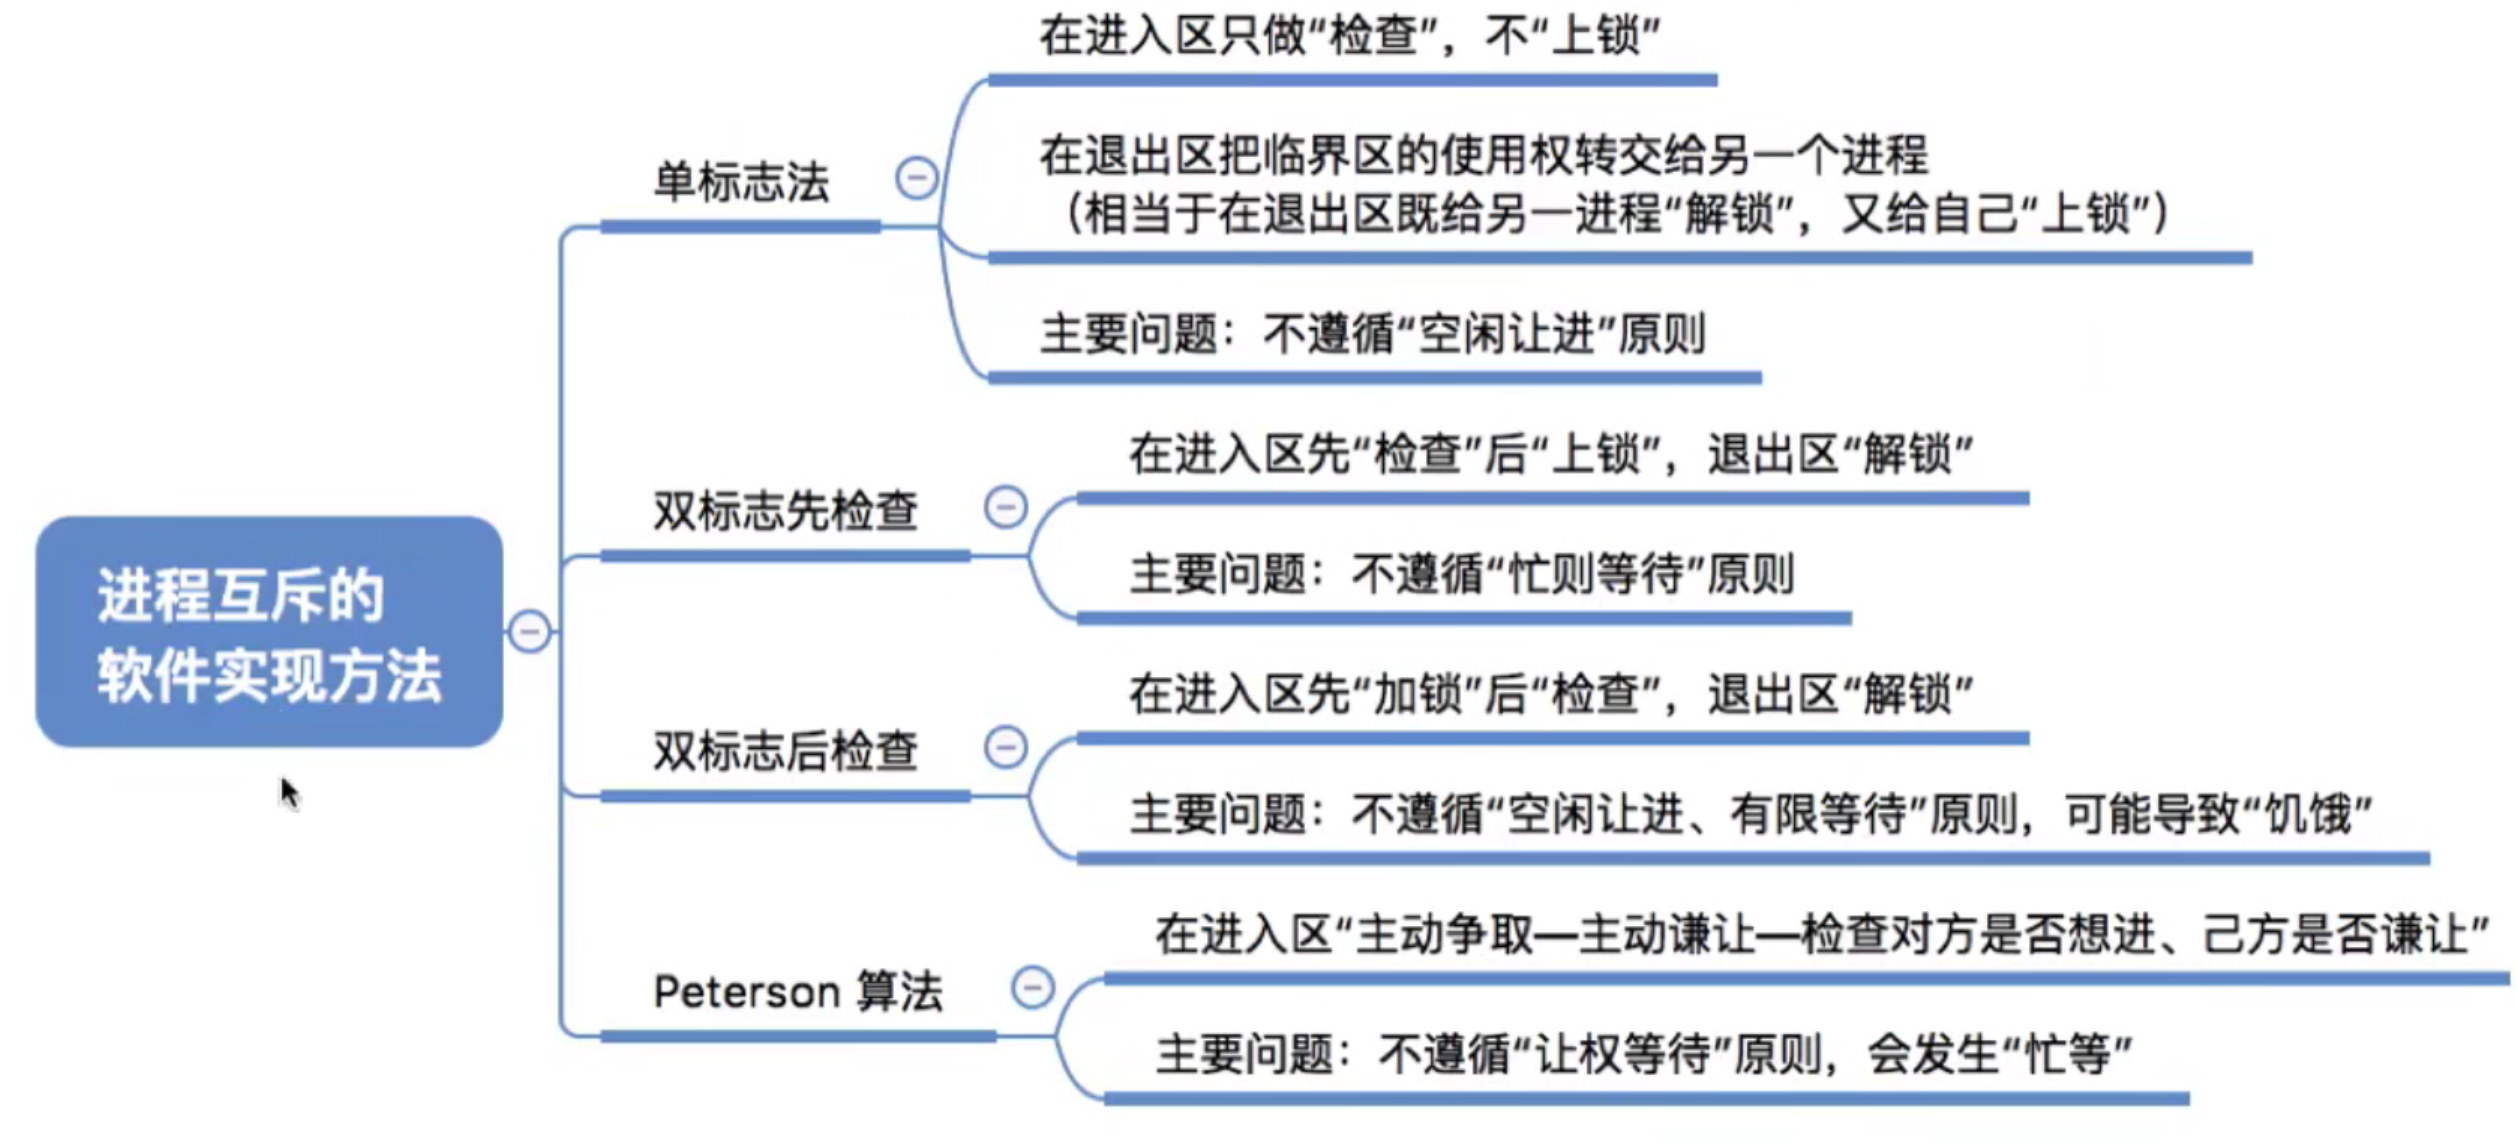 在进入区只做“检查”，不“上锁”
在退出区把临界区的使用权转交给另一个进程
（相当于在退出区既给另一进程“解锁”，又给自己“上锁”）
单标志法
主要问题：不遵循“空闲让进”原则
在进入区先“检查”后“上锁”，退出区“解锁”
双标志先检查
主要问题：不遵循“忙则等待”原则
进程互斥的
软件实现方法
在进入区先“加锁”后“检查”，退出区“解锁”
双标志后检查
主要问题：不遵循“空闲让进、有限等待”原则，可能导致“饥饿”
在进入区“主动争取—主动谦让—检查对方是否想进、己方是否谦让”
Peterson 算法
主要问题：不遵循“让权等待”原则，会发生“忙等”